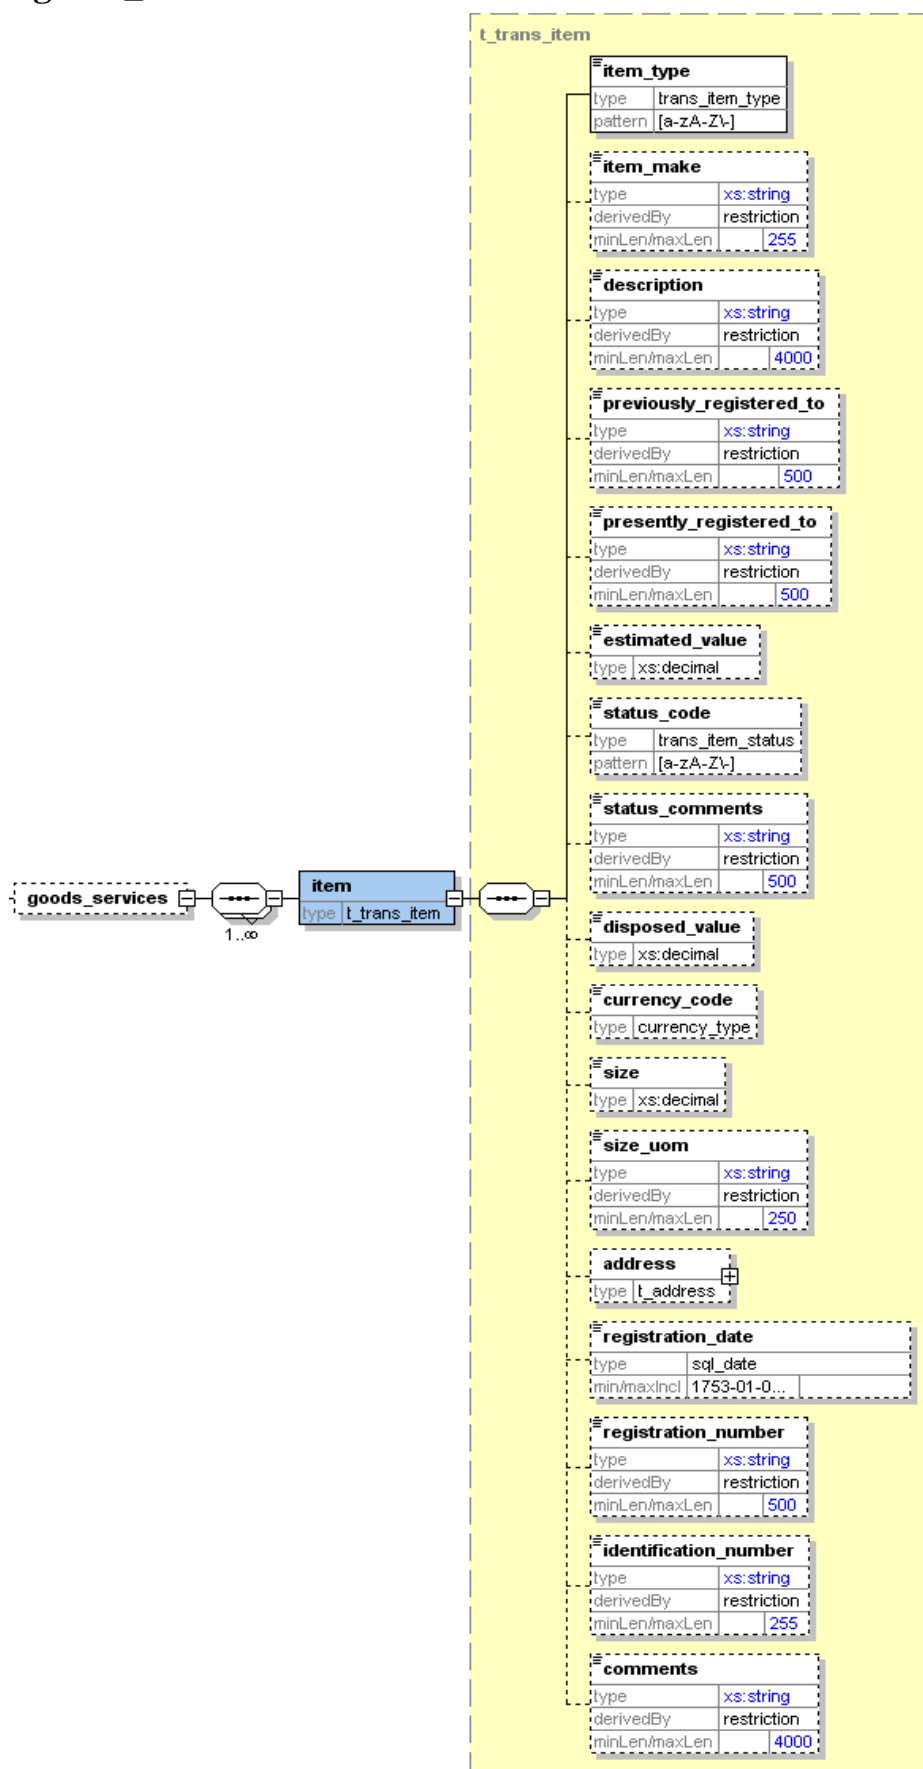 t_trans_item
item_type
type trans_item_type
pattern [a-zA-Z\-]
item_make
type xs:string
derivedBy restriction
minLen/maxLen 255
description
type xs:string
derivedBy restriction
minLen/maxLen 4000
previously_registered_to
type xs:string
derivedBy restriction
minLen/maxLen 500
presently_registered_to
type xs:string
derivedBy restriction
minLen/maxLen 500
estimated_value
type xs:decimal
status_code
type trans_item_status
pattern [a-zA-Z\-]
status_comments
type xs:string
derivedBy restriction
minLen/maxLen 500
goods_services
1..∞
item
type t_trans_item
disposed_value
type xs:decimal
currency_code
type currency_type
size
type xs:decimal
size_uom
type xs:string
derivedBy restriction
minLen/maxLen 250
address
type t_address
registration_date
type sql_date
min/maxIncl 1753-01-0...
registration_number
type xs:string
derivedBy restriction
minLen/maxLen 500
identification_number
type xs:string
derivedBy restriction
minLen/maxLen 255
comments
type xs:string
derivedBy restriction
minLen/maxLen 4000